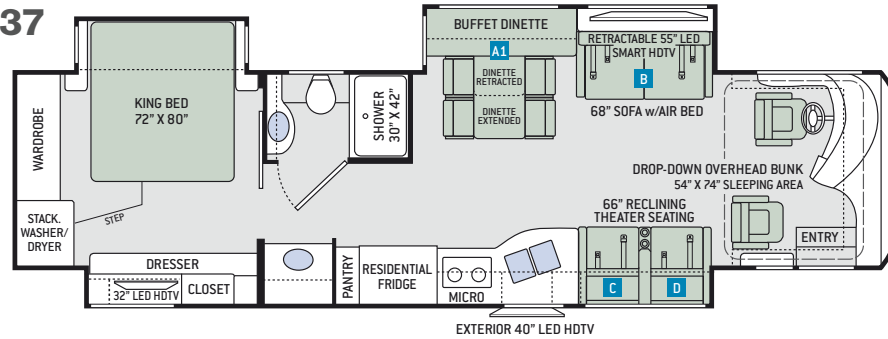 37
BUFFET DINETTE
A1
DINETTE
RETRACTED
DINETTE
EXTENDED
RETRACTABLE 55" LED
SMART HDTV
B
68" SOFA w/AIR BED
KING BED
72" X 80"
WARDROBE
SHOWER
30" X 42"
DROP-DOWN OVERHEAD BUNK
54" X 74" SLEEPING AREA
66" RECLINING
THEATER SEATING
STACK.
WASHER/
DRYER
STEP
ENTRY
DRESSER
32" LED HDTV
CLOSET
PANTRY
RESIDENTIAL
FRIDGE
MICRO
C
D
EXTERIOR 40" LED HDTV